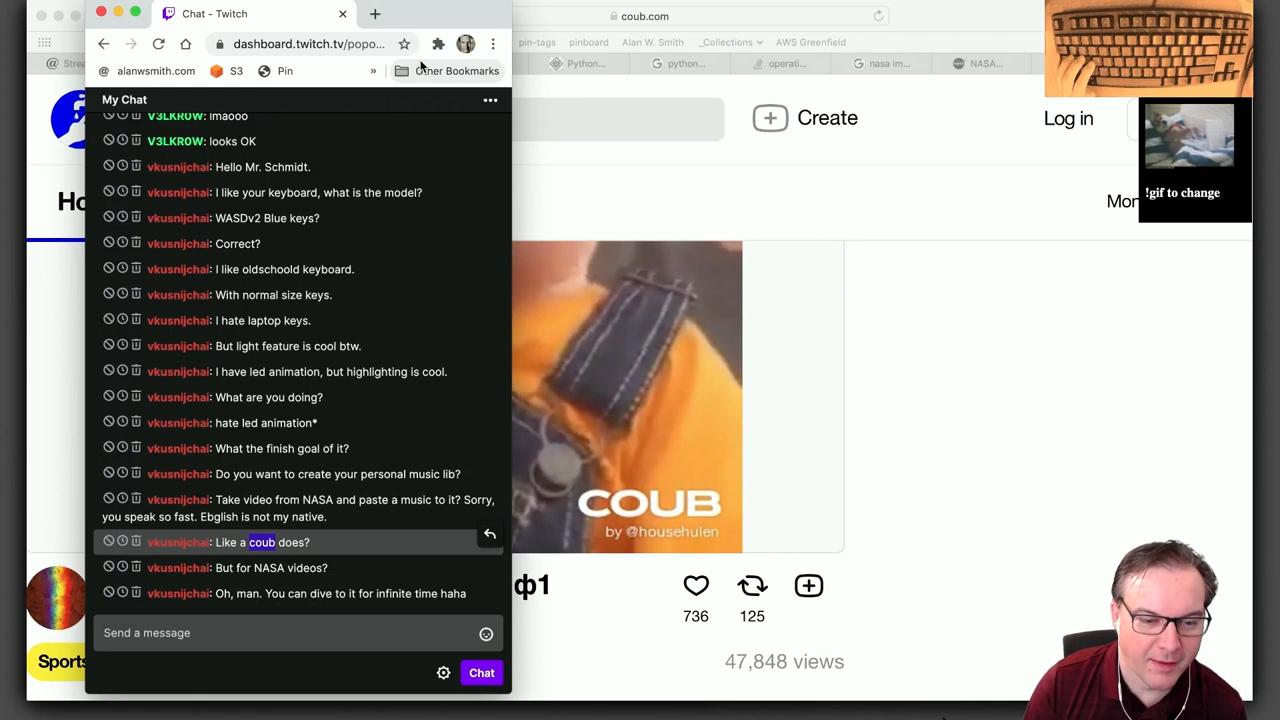 Chat - Twitch
coub.com
dashboard.twitch.tv/popo...
pin-tags
pinboard
Alan W. Smith
_Collections
AWS Greenfield
alanwsmith.com
S3
Pin
»
Other Bookmarks
Python...
python...
operati...
nasa im...
NASA...
My Chat
Create
Log in
V3LKR0W: lmaooo
V3LKR0W: looks OK
vkusnijchai: Hello Mr. Schmidt.
vkusnijchai: I like your keyboard, what is the model?
!gif to change
Ho
Mor
vkusnijchai: WASDv2 Blue keys?
vkusnijchai: Correct?
vkusnijchai: I like oldschoold keyboard.
vkusnijchai: With normal size keys.
vkusnijchai: I hate laptop keys.
vkusnijchai: But light feature is cool btw.
vkusnijchai: I have led animation, but highlighting is cool.
vkusnijchai: What are you doing?
vkusnijchai: hate led animation*
vkusnijchai: What the finish goal of it?
vkusnijchai: Do you want to create your personal music lib?
vkusnijchai: Take video from NASA and paste a music to it? Sorry,
you speak so fast. Ebglish is not my native.
vkusnijchai: Like a coub does?
vkusnijchai: But for NASA videos?
vkusnijchai: Oh, man. You can dive to it for infinite time haha
COUB
by @househulen
ф1
736
125
Send a message
Sports
47,848 views
Chat